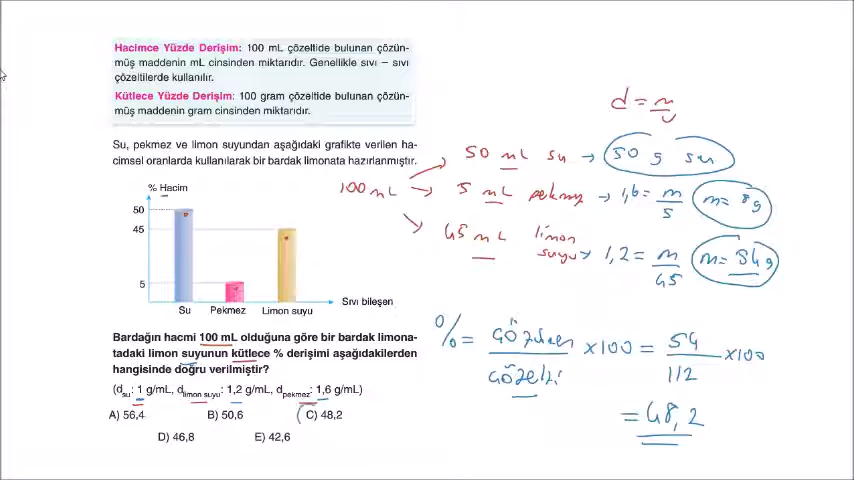 Hacimce Yüzde Derişim: 100 mL çözeltide bulunan çözün-
müş maddenin mL cinsinden miktarıdır. Genellikle sıvı – sıvı
çözeltilerde kullanılır.
Kütlece Yüzde Derişim: 100 gram çözeltide bulunan çözün-
müş maddenin gram cinsinden miktarıdır.
Su, pekmez ve limon suyundan aşağıdaki grafikte verilen ha-
cimsel oranlarda kullanılarak bir bardak limonata hazırlanmıştır.
% Hacim
50
45
5
Su Pekmez Limon suyu
Sıvı bileşen
Bardağın hacmi 100 mL olduğuna göre bir bardak limona-
tadaki limon suyunun kütlece % derişimi aşağıdakilerden
hangisinde doğru verilmiştir?
(dsu: 1 g/mL, dlimon suyu: 1,2 g/mL, dpekmez: 1,6 g/mL)
A) 56,4 B) 50,6 C) 48,2
D) 46,8 E) 42,6
d = m/v
100 mL
50 mL su → 50 g su
5 mL pekmez → 1,6 = m/5 m = 8g
45 mL limon suyu → 1,2 = m/45 m = 54g
% = çözünen/çözelti x100 = 54/112 x100
= 48,2